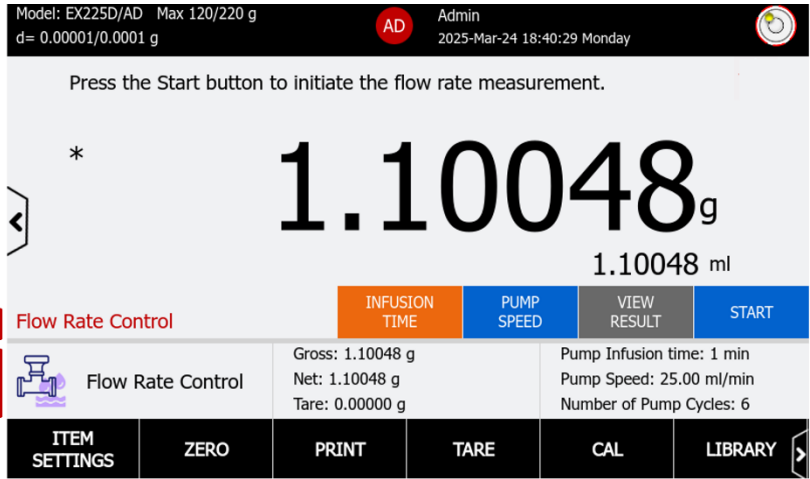 Model: EX225D/AD Max 120/220 g
d= 0.00001/0.0001 g
AD
Admin
2025-Mar-24 18:40:29 Monday
Press the Start button to initiate the flow rate measurement.
* 1.10048 g
1.10048 ml
Flow Rate Control
INFUSION
TIME
PUMP
SPEED
VIEW
RESULT
START
Flow Rate Control
Gross: 1.10048 g
Net: 1.10048 g
Tare: 0.00000 g
Pump Infusion time: 1 min
Pump Speed: 25.00 ml/min
Number of Pump Cycles: 6
ITEM
SETTINGS
ZERO
PRINT
TARE
CAL
LIBRARY